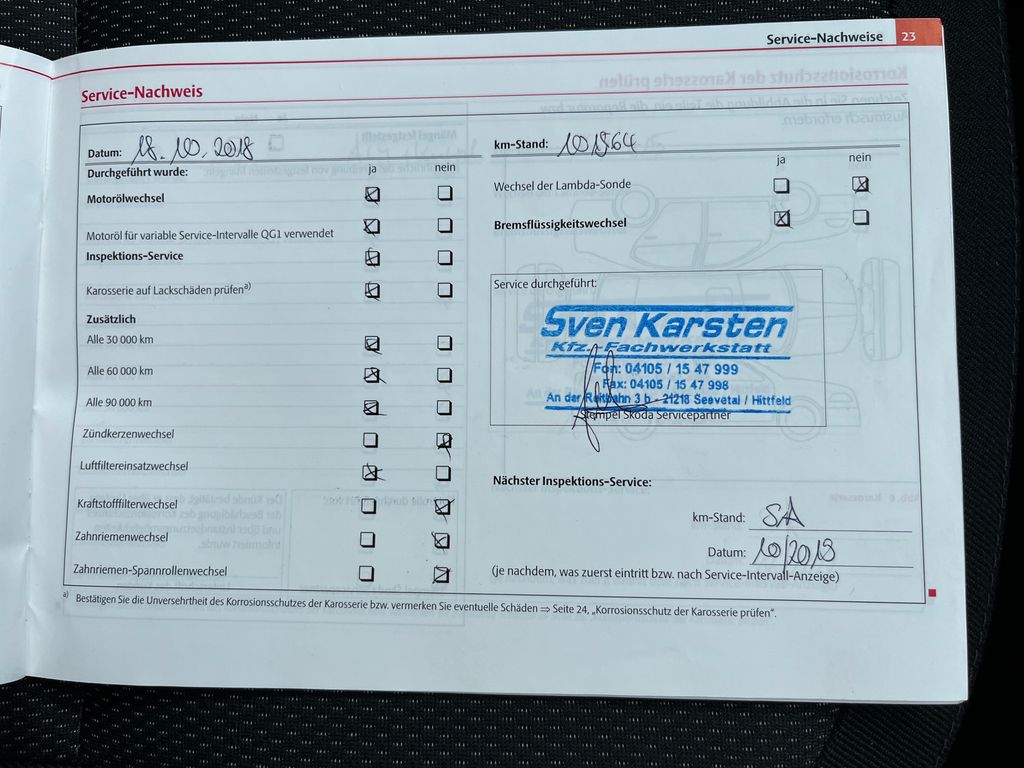 Service-Nachweise 23
Service-Nachweis
Datum: 18.10.2018
km-Stand: 101864
Durchgeführt wurde: ja nein
Motorölwechsel
Motoröl für variable Service-Intervalle QG1 verwendet
Inspektions-Service
Karosserie auf Lackschäden prüfenᵃ⁾
Zusätzlich
Alle 30 000 km
Alle 60 000 km
Alle 90 000 km
Zündkerzenwechsel
Luftfiltereinsatzwechsel
Kraftstofffilterwechsel
Zahnriemenwechsel
Zahnriemen-Spannrollenwechsel
ja nein
Wechsel der Lambda-Sonde
Bremsflüssigkeitswechsel
Service durchgeführt:
Sven Karsten
Kfz.-Fachwerkstatt
Fon: 04105 / 15 47 999
Fax: 04105 / 15 47 998
An der Reitbahn 3 b - 21218 Seevetal / Hittfeld
Stempel Skoda Servicepartner
Nächster Inspektions-Service:
km-Stand: SA
Datum: 10/2019
(je nachdem, was zuerst eintritt bzw. nach Service-Intervall-Anzeige)
ᵃ⁾ Bestätigen Sie die Unversehrtheit des Korrosionsschutzes der Karosserie bzw. vermerken Sie eventuelle Schäden ⇒ Seite 24, „Korrosionsschutz der Karosserie prüfen“.